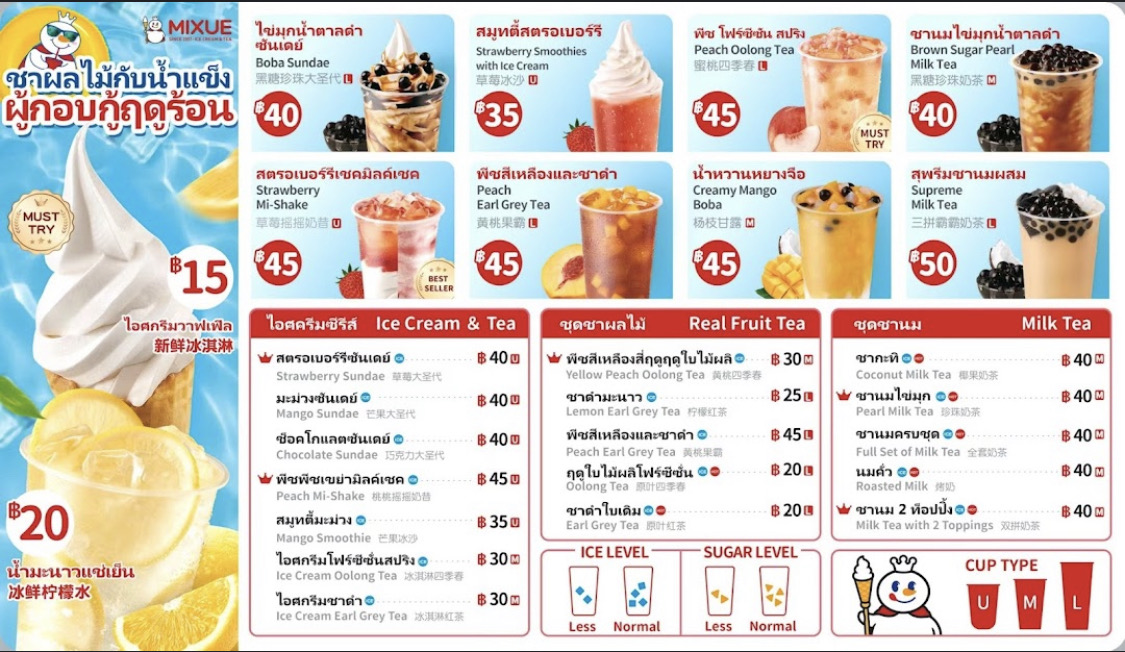 MIXUE
ชาผลไม้กับน้ำแข็ง
ผู้กอบกู้ฤดูร้อน
MUST
TRY
฿15
ไอศกรีมวาฟเฟิล
新鲜冰淇淋
฿20
น้ำมะนาวแช่เย็น
冰鲜柠檬水
ไข่มุกน้ำตาลดำ
ซันเดย์
Boba Sundae
黑糖珍珠大圣代 L
฿40
สมูทตี้สตรอเบอร์รี
Strawberry Smoothies
with Ice Cream
草莓冰沙 U
฿35
พีช โฟร์ซีซัน สปริง
Peach Oolong Tea
蜜桃四季春 L
฿45
MUST
TRY
ชานมไข่มุกน้ำตาลดำ
Brown Sugar Pearl
Milk Tea
黑糖珍珠奶茶 M
฿40
สตรอเบอร์รีเชคมิลค์เชค
Strawberry
Mi-Shake
草莓摇摇奶昔 U
฿45
BEST
SELLER
พีชสีเหลืองและชาดำ
Peach
Earl Grey Tea
黄桃果霸 L
฿45
น้ำหวานหยางจือ
Creamy Mango
Boba
杨枝甘露 M
฿45
สุพรีมชานมผสม
Supreme
Milk Tea
三拼霸霸奶茶 L
฿50
ไอศครีมซีรีส์ Ice Cream & Tea
สตรอเบอร์รีซันเดย์ ICE ฿ 40 U
Strawberry Sundae 草莓大圣代
มะม่วงซันเดย์ ICE ฿ 40 U
Mango Sundae 芒果大圣代
ช็อคโกแลตซันเดย์ ICE ฿ 40 U
Chocolate Sundae 巧克力大圣代
พีชพีชเขย่ามิลค์เชค ICE ฿ 45 U
Peach Mi-Shake 桃桃摇摇奶昔
สมูทตี้มะม่วง ICE ฿ 35 U
Mango Smoothie 芒果冰沙
ไอศกรีมโฟร์ซีซั่นสปริง ICE ฿ 30 M
Ice Cream Oolong Tea 冰淇淋四季春
ไอศกรีมชาดำ ICE ฿ 30 M
Ice Cream Earl Grey Tea 冰淇淋红茶
ชุดชาผลไม้ Real Fruit Tea
พีชสีเหลืองสี่ฤดูฤดูใบไม้ผลิ ICE ฿ 30 M
Yellow Peach Oolong Tea 黄桃四季春
ชาดำมะนาว ICE ฿ 25 L
Lemon Earl Grey Tea 柠檬红茶
พีชสีเหลืองและชาดำ ICE ฿ 45 L
Peach Earl Grey Tea 黄桃果霸
ฤดูใบไม้ผลิโฟร์ซีซั่น ICE HOT ฿ 20 L
Oolong Tea 原叶四季春
ชาดำใบเดิม ICE HOT ฿ 20 L
Earl Grey Tea 原叶红茶
ชุดชานม Milk Tea
ชากะทิ ICE HOT ฿ 40 M
Coconut Milk Tea 椰果奶茶
ชานมไข่มุก ICE HOT ฿ 40 M
Pearl Milk Tea 珍珠奶茶
ชานมครบชุด ICE HOT ฿ 40 M
Full Set of Milk Tea 全套奶茶
นมคั่ว ICE HOT ฿ 40 M
Roasted Milk 烤奶
ชานม 2 ท็อปปิ้ง ICE HOT ฿ 40 M
Milk Tea with 2 Toppings 双拼奶茶
ICE LEVEL
Less Normal
SUGAR LEVEL
Less Normal
CUP TYPE
U M L